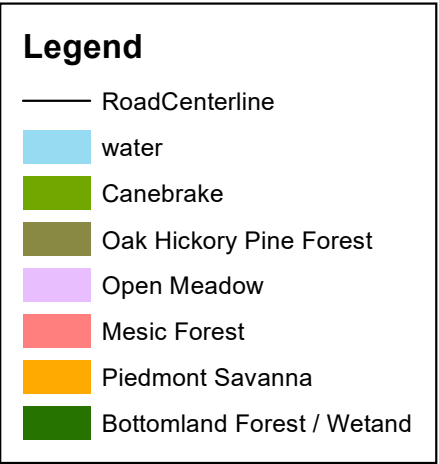 Legend
RoadCenterline
water
Canebrake
Oak Hickory Pine Forest
Open Meadow
Mesic Forest
Piedmont Savanna
Bottomland Forest / Wetand